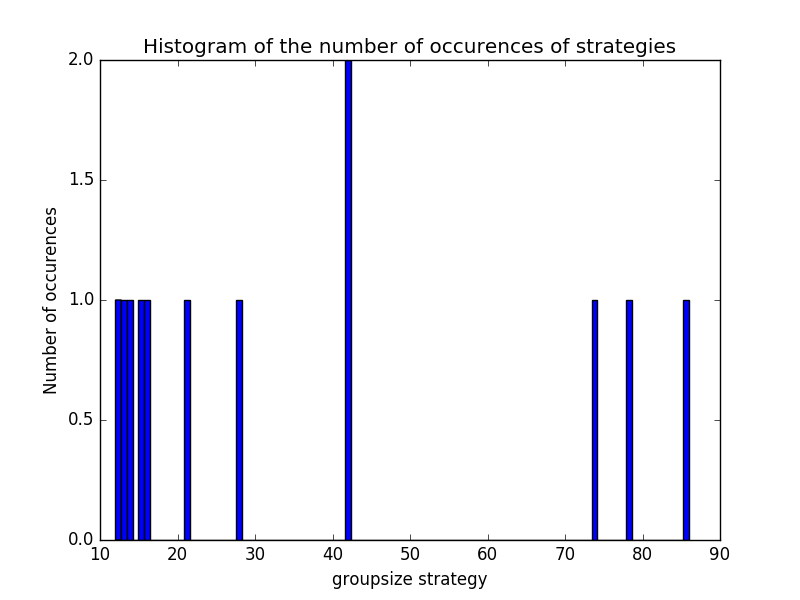 Histogram of the number of occurences of strategies
2.0
1.5
1.0
0.5
0.0
Number of occurences
10 20 30 40 50 60 70 80 90
groupsize strategy